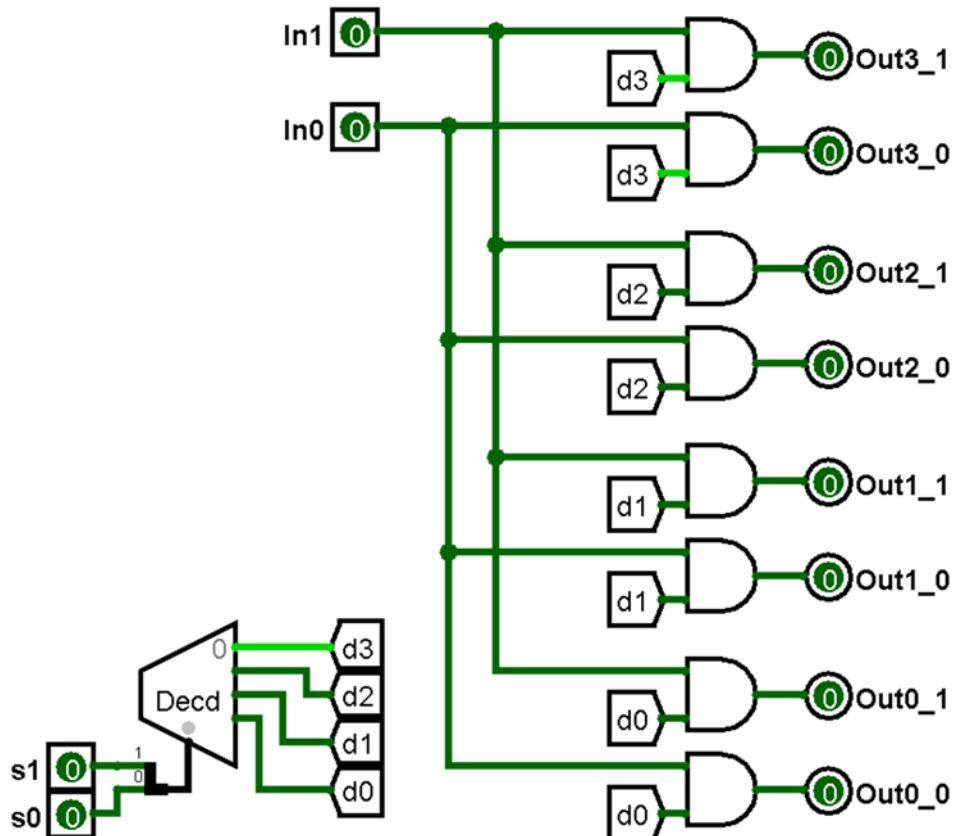 In1 0
d3
0 Out3_1
In0 0
d3
0 Out3_0
d2
0 Out2_1
d2
0 Out2_0
d1
0 Out1_1
d1
0 Out1_0
0
Decd
d3
d2
d1
d0
1
0
s1 0
s0 0
d0
0 Out0_1
d0
0 Out0_0